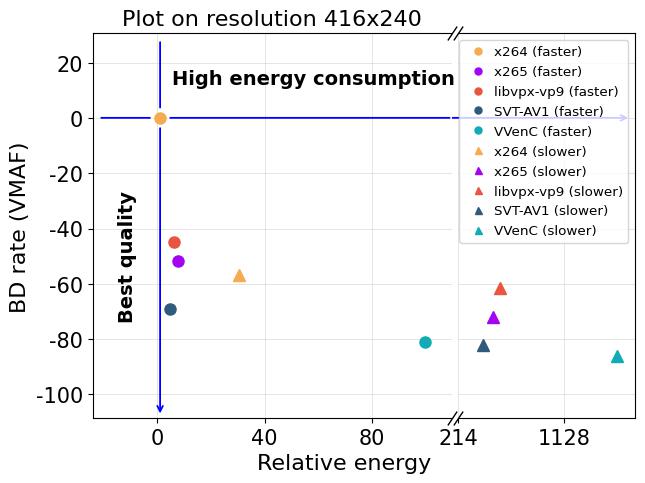 Plot on resolution 416x240
20
0
-20
-40
-60
-80
-100
BD rate (VMAF)
High energy consumption
Best quality
x264 (faster)
x265 (faster)
libvpx-vp9 (faster)
SVT-AV1 (faster)
VVenC (faster)
x264 (slower)
x265 (slower)
libvpx-vp9 (slower)
SVT-AV1 (slower)
VVenC (slower)
0 40 80 214 1128
Relative energy